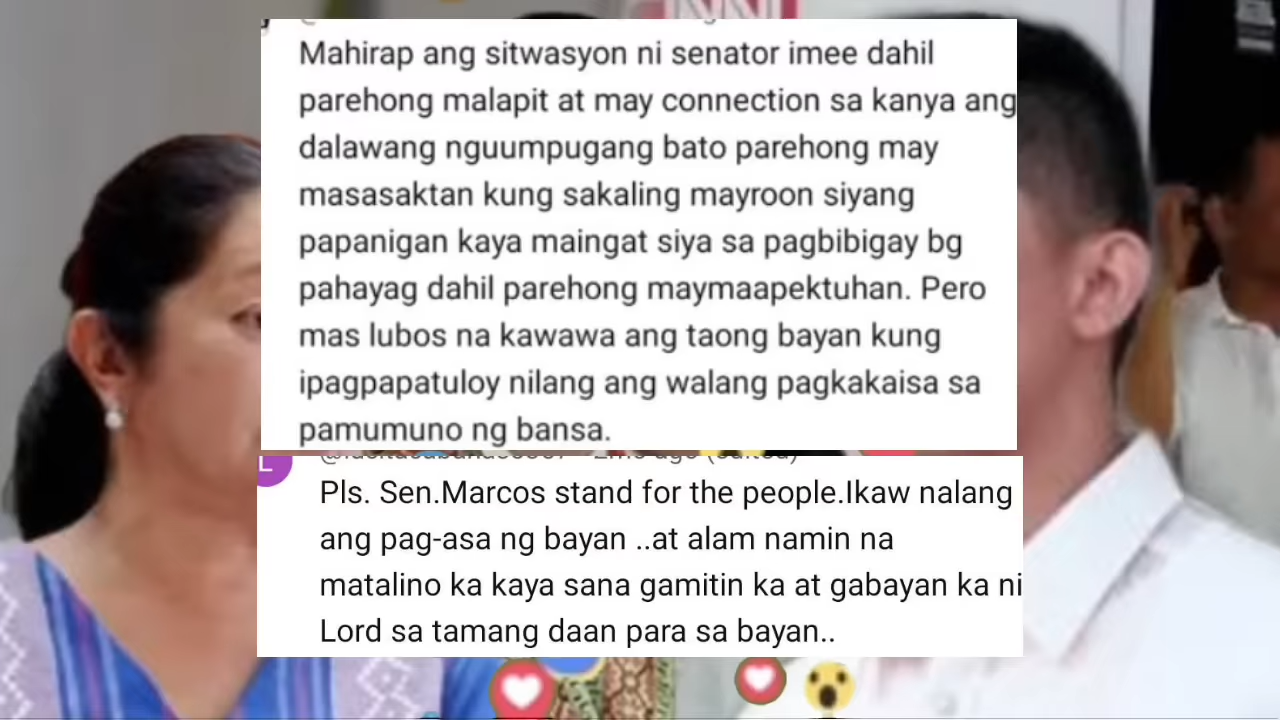 Mahirap ang sitwasyon ni senator imee dahil
parehong malapit at may connection sa kanya ang
dalawang nguumpugang bato parehong may
masasaktan kung sakaling mayroon siyang
papanigan kaya maingat siya sa pagbibigay bg
pahayag dahil parehong maymaapektuhan. Pero
mas lubos na kawawa ang taong bayan kung
ipagpapatuloy nilang ang walang pagkakaisa sa
pamumuno ng bansa.
L
Pls. Sen.Marcos stand for the people.Ikaw nalang
ang pag-asa ng bayan ..at alam namin na
matalino ka kaya sana gamitin ka at gabayan ka ni
Lord sa tamang daan para sa bayan..